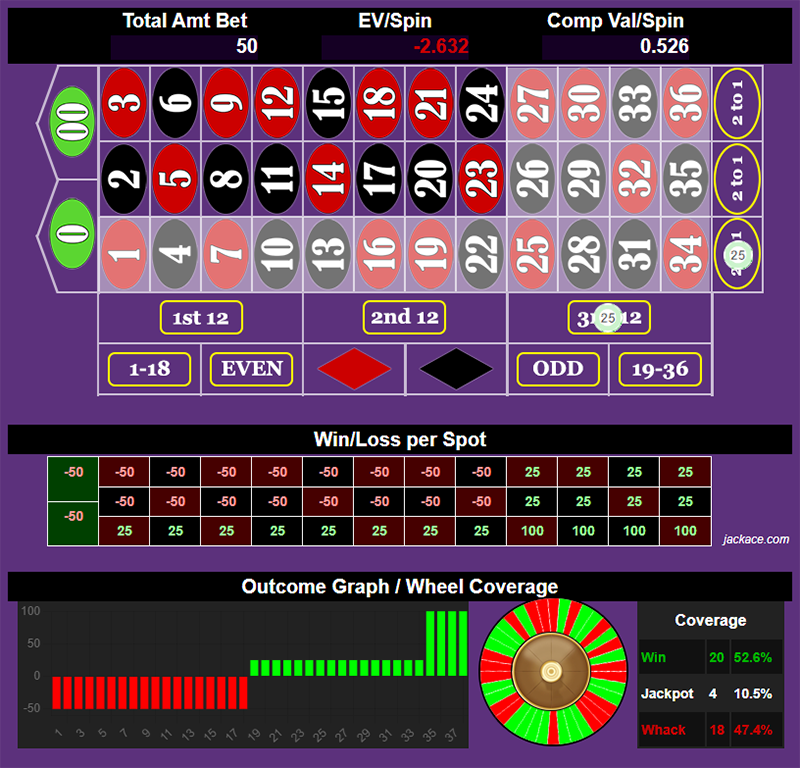 Total Amt Bet EV/Spin Comp Val/Spin
50 -2.632 0.526
00 3 6 9 12 15 18 21 24 27 30 33 36 2 to 1
2 5 8 11 14 17 20 23 26 29 32 35 2 to 1
0 1 4 7 10 13 16 19 22 25 28 31 34 25
1st 12 2nd 12 25
1-18 EVEN ODD 19-36
Win/Loss per Spot
-50 -50 -50 -50 -50 -50 -50 -50 -50 25 25 25 25
-50 -50 -50 -50 -50 -50 -50 -50 25 25 25 25
-50 25 25 25 25 25 25 25 25 100 100 100 100
jackace.com
Outcome Graph / Wheel Coverage
100
50
0
-50
1 3 5 7 9 11 13 15 17 19 21 23 25 27 29 31 33 35 37
Coverage
Win 20 52.6%
Jackpot 4 10.5%
Whack 18 47.4%